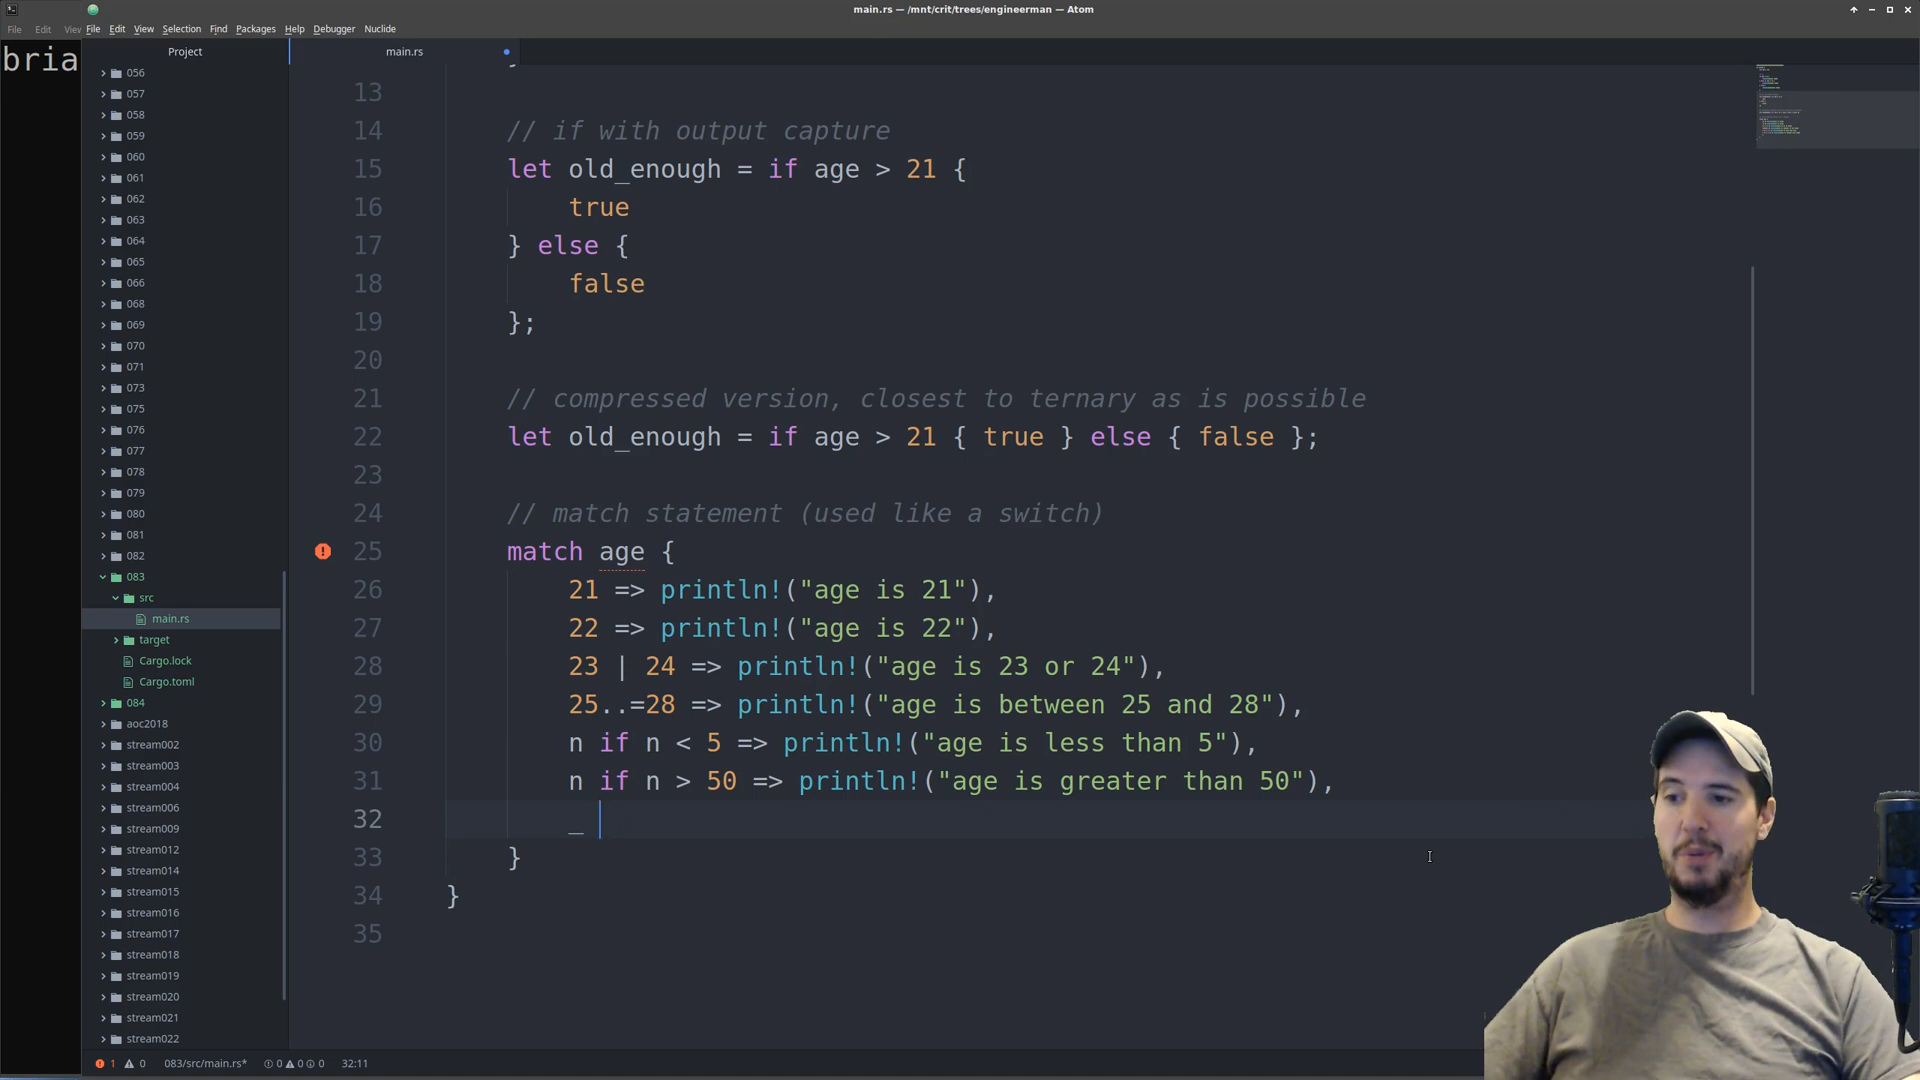 main.rs — /mnt/crit/trees/engineerman — Atom
File Edit View
File Edit View Selection Find Packages Help Debugger Nuclide
bria
Project
main.rs
056
057
058
059
060
061
062
063
064
065
066
068
069
070
071
073
075
076
077
078
079
080
081
082
083
src
main.rs
target
Cargo.lock
Cargo.toml
084
aoc2018
stream002
stream003
stream004
stream006
stream009
stream012
stream014
stream015
stream016
stream017
stream018
stream019
stream020
stream021
stream022
13
14 // if with output capture
15 let old_enough = if age > 21 {
16 true
17 } else {
18 false
19 };
20
21 // compressed version, closest to ternary as is possible
22 let old_enough = if age > 21 { true } else { false };
23
24 // match statement (used like a switch)
25 match age {
26 21 => println!("age is 21"),
27 22 => println!("age is 22"),
28 23 | 24 => println!("age is 23 or 24"),
29 25..=28 => println!("age is between 25 and 28"),
30 n if n < 5 => println!("age is less than 5"),
31 n if n > 50 => println!("age is greater than 50"),
32 _
33 }
34 }
35
1 0 083/src/main.rs* 0 0 0 32:11